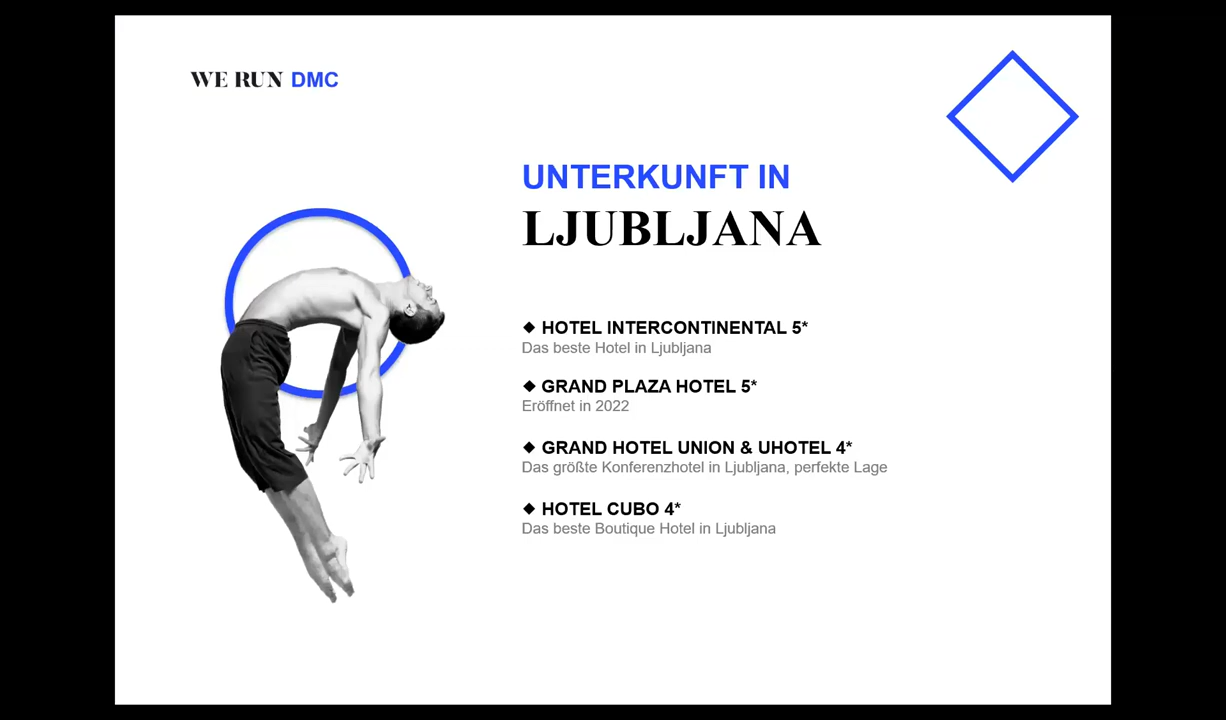 WE RUN DMC
UNTERKUNFT IN
LJUBLJANA
◆ HOTEL INTERCONTINENTAL 5*
Das beste Hotel in Ljubljana
◆ GRAND PLAZA HOTEL 5*
Eröffnet in 2022
◆ GRAND HOTEL UNION & UHOTEL 4*
Das größte Konferenzhotel in Ljubljana, perfekte Lage
◆ HOTEL CUBO 4*
Das beste Boutique Hotel in Ljubljana